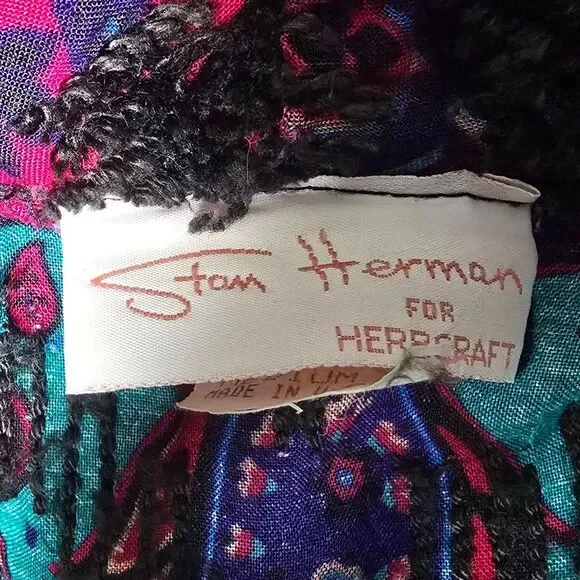 Stan Herman
FOR
HERBCRAFT
MADE IN